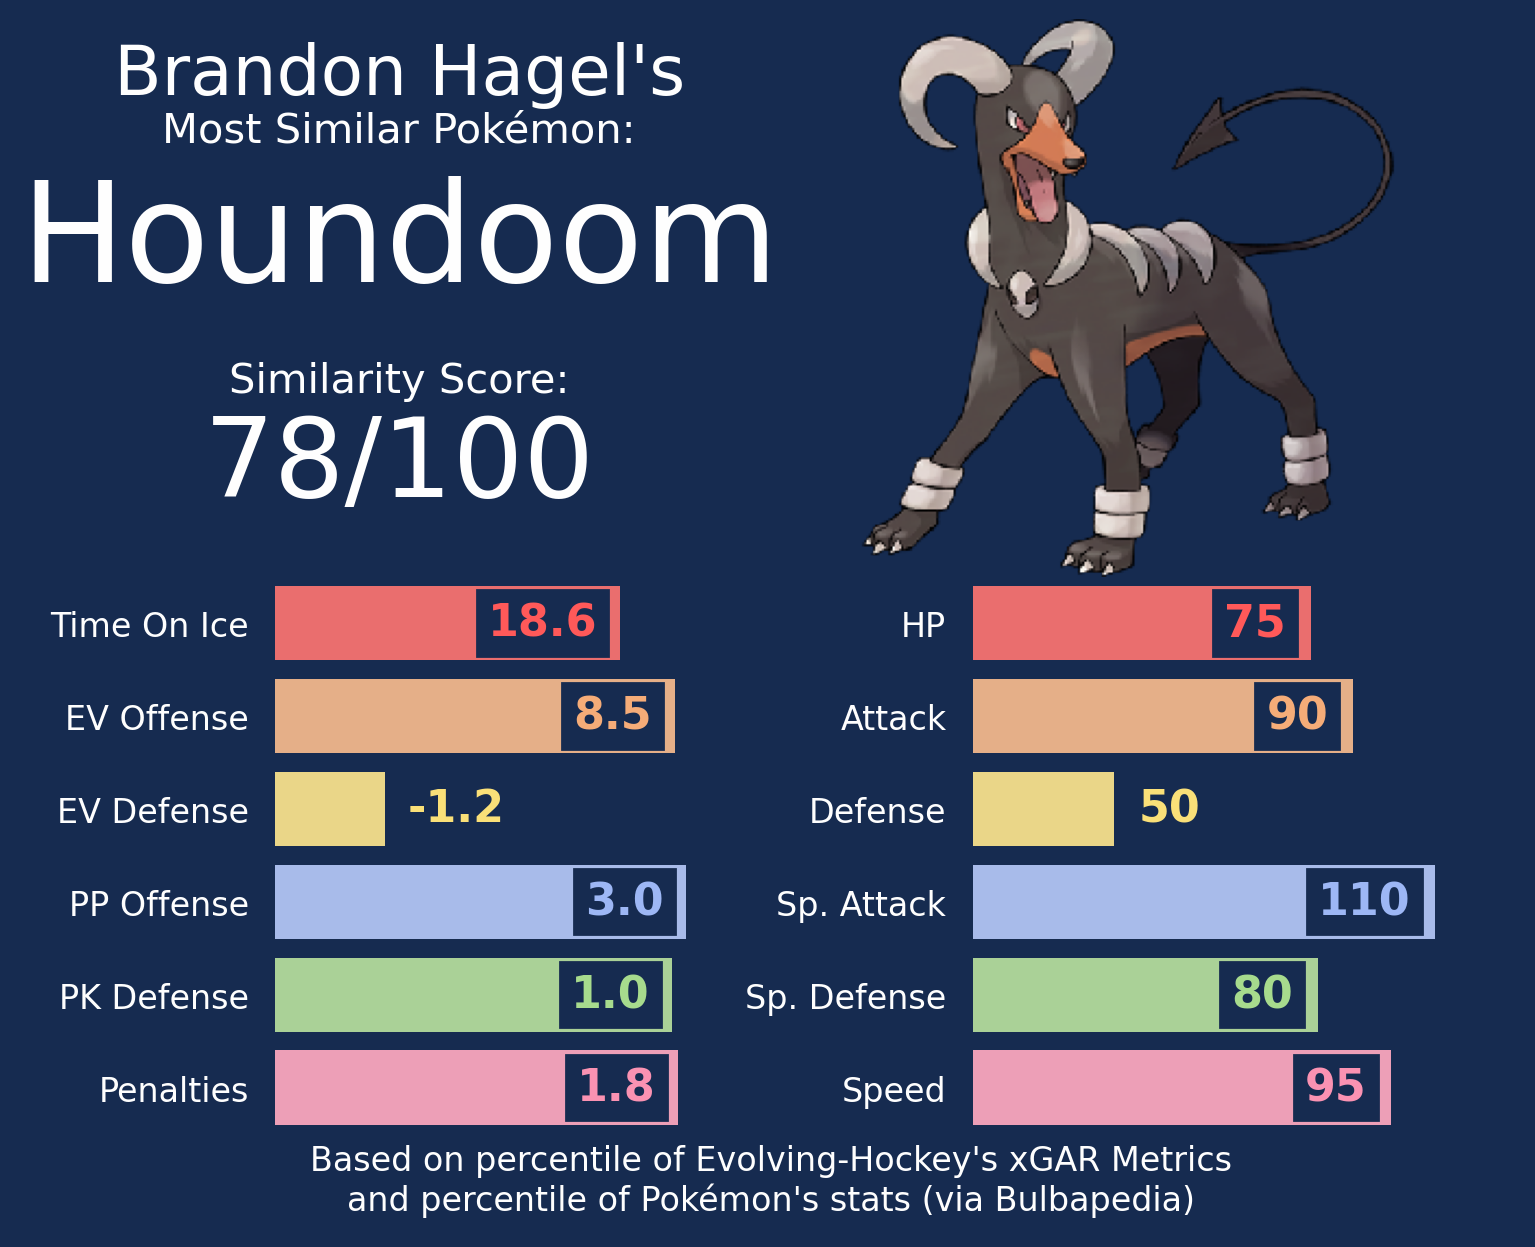 Brandon Hagel's
Most Similar Pokémon:
Houndoom
Similarity Score:
78/100
Time On Ice 18.6
EV Offense 8.5
EV Defense -1.2
PP Offense 3.0
PK Defense 1.0
Penalties 1.8
HP 75
Attack 90
Defense 50
Sp. Attack 110
Sp. Defense 80
Speed 95
Based on percentile of Evolving-Hockey's xGAR Metrics
and percentile of Pokémon's stats (via Bulbapedia)